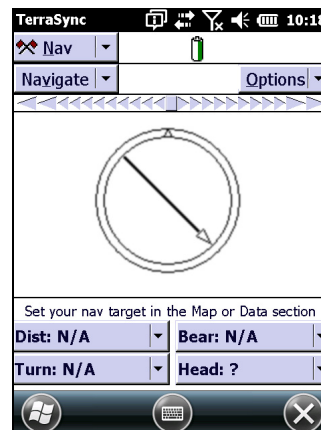 TerraSync 10:18
Nav
Navigate Options
Set your nav target in the Map or Data section
Dist: N/A Bear: N/A
Turn: N/A Head: ?